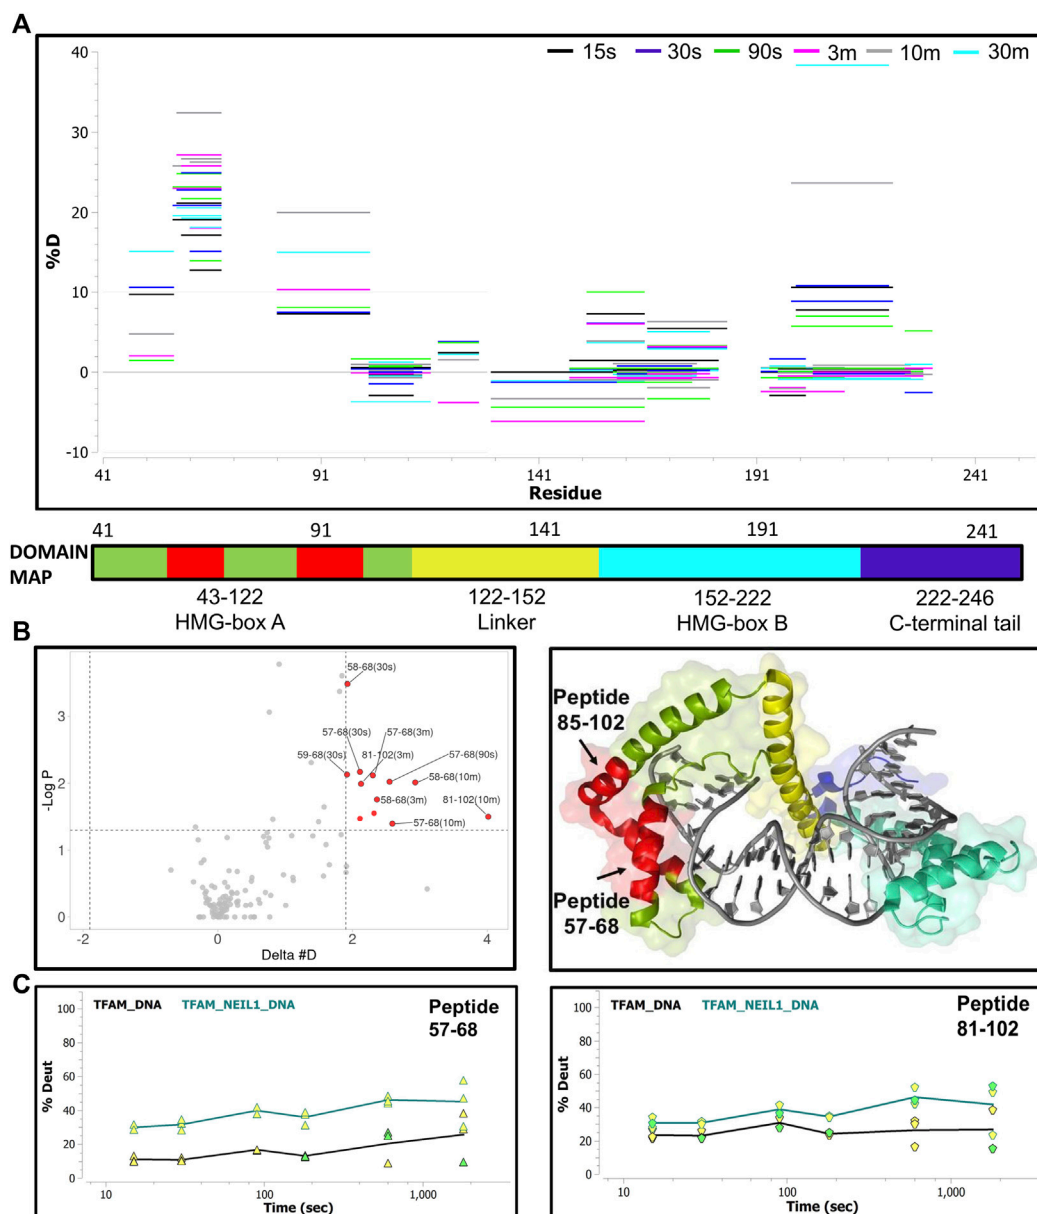 A
15s 30s 90s 3m 10m 30m
40
30
20
10
0
-10
%D
41 91 141 191 241
Residue
41 91 141 191 241
DOMAIN
MAP
43-122 122-152 152-222 222-246
HMG-box A Linker HMG-box B C-terminal tail
B
58-68(30s)
57-68(30s) 57-68(3m)
59-68(30s) 81-102(3m) 57-68(90s)
58-68(10m)
58-68(3m) 81-102(10m)
57-68(10m)
3
2
1
0
-Log P
-2 0 2 4
Delta #D
Peptide
85-102
Peptide
57-68
C
TFAM_DNA TFAM_NEIL1_DNA Peptide
57-68
100
80
60
40
20
0
% Deut
10 100 1,000
Time (sec)
TFAM_DNA TFAM_NEIL1_DNA Peptide
81-102
100
80
60
40
20
0
% Deut
10 100 1,000
Time (sec)